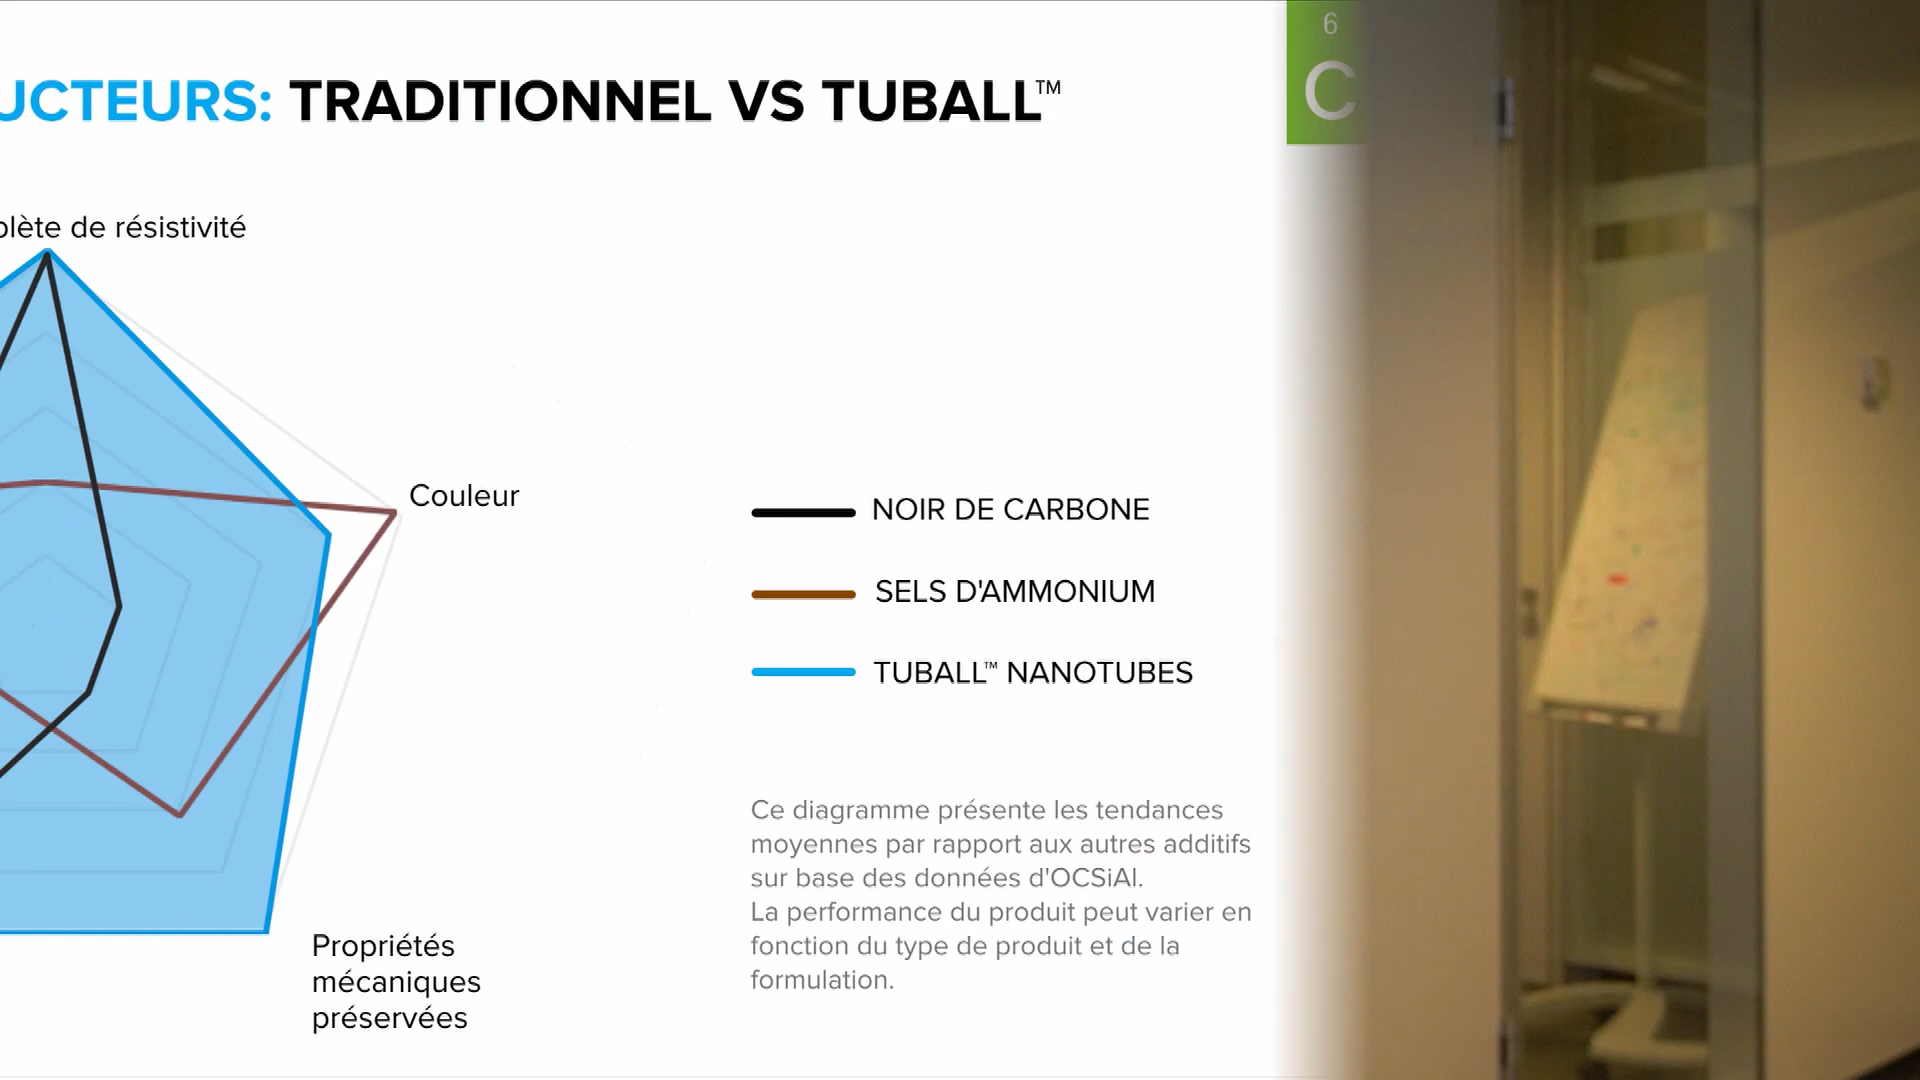 UCTEURS: TRADITIONNEL VS TUBALL™
6
C
de résistivité
Couleur
NOIR DE CARBONE
SELS D'AMMONIUM
TUBALL™ NANOTUBES
Ce diagramme présente les tendances
moyennes par rapport aux autres additifs
sur base des données d'OCSiAl.
La performance du produit peut varier en
fonction du type de produit et de la
formulation.
Propriétés
mécaniques
préservées